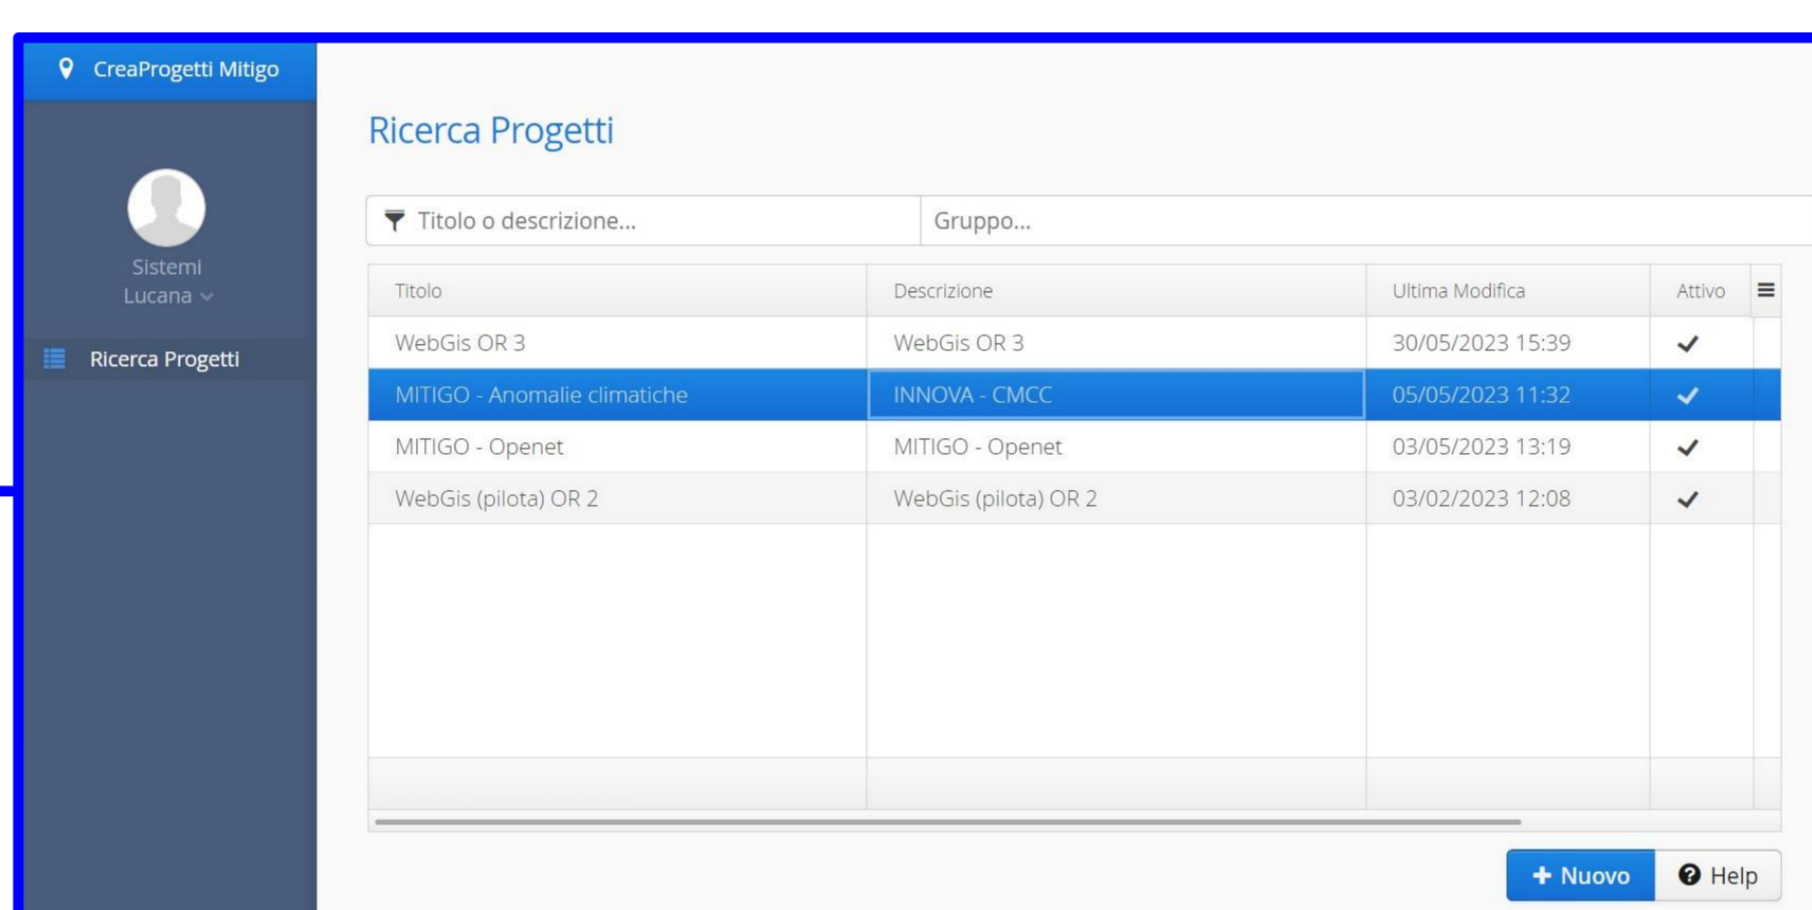 CreaProgetti Mitigo
Sistemi
Lucana
Ricerca Progetti
Ricerca Progetti
Titolo o descrizione... Gruppo...
Titolo Descrizione Ultima Modifica Attivo
WebGis OR 3 WebGis OR 3 30/05/2023 15:39
MITIGO - Anomalie climatiche INNOVA - CMCC 05/05/2023 11:32
MITIGO - Openet MITIGO - Openet 03/05/2023 13:19
WebGis (pilota) OR 2 WebGis (pilota) OR 2 03/02/2023 12:08
+ Nuovo Help